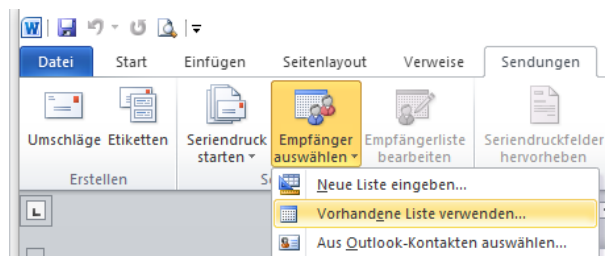 Datei Start Einfügen Seitenlayout Verweise Sendungen
Umschläge Etiketten Seriendruck starten Empfänger auswählen Empfängerliste bearbeiten Seriendruckfelder hervorheben
Erstellen
Neue Liste eingeben...
Vorhandene Liste verwenden...
Aus Outlook-Kontakten auswählen...